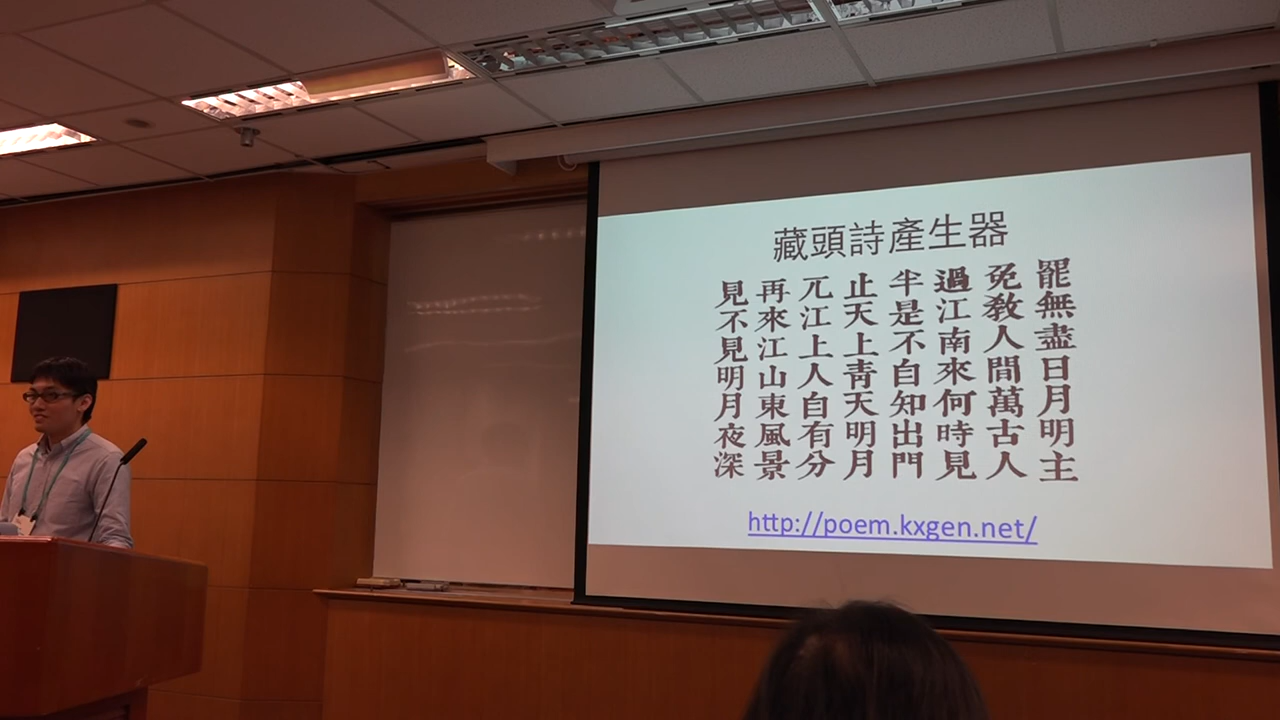 藏頭詩產生器
罷無盡日月明主
免教人間萬古人
過江南來何時見
半是不自知出門
止天上青天明月
兀江上人自有分
再來江山東風景
見不見明月夜深
http://poem.kxgen.net/